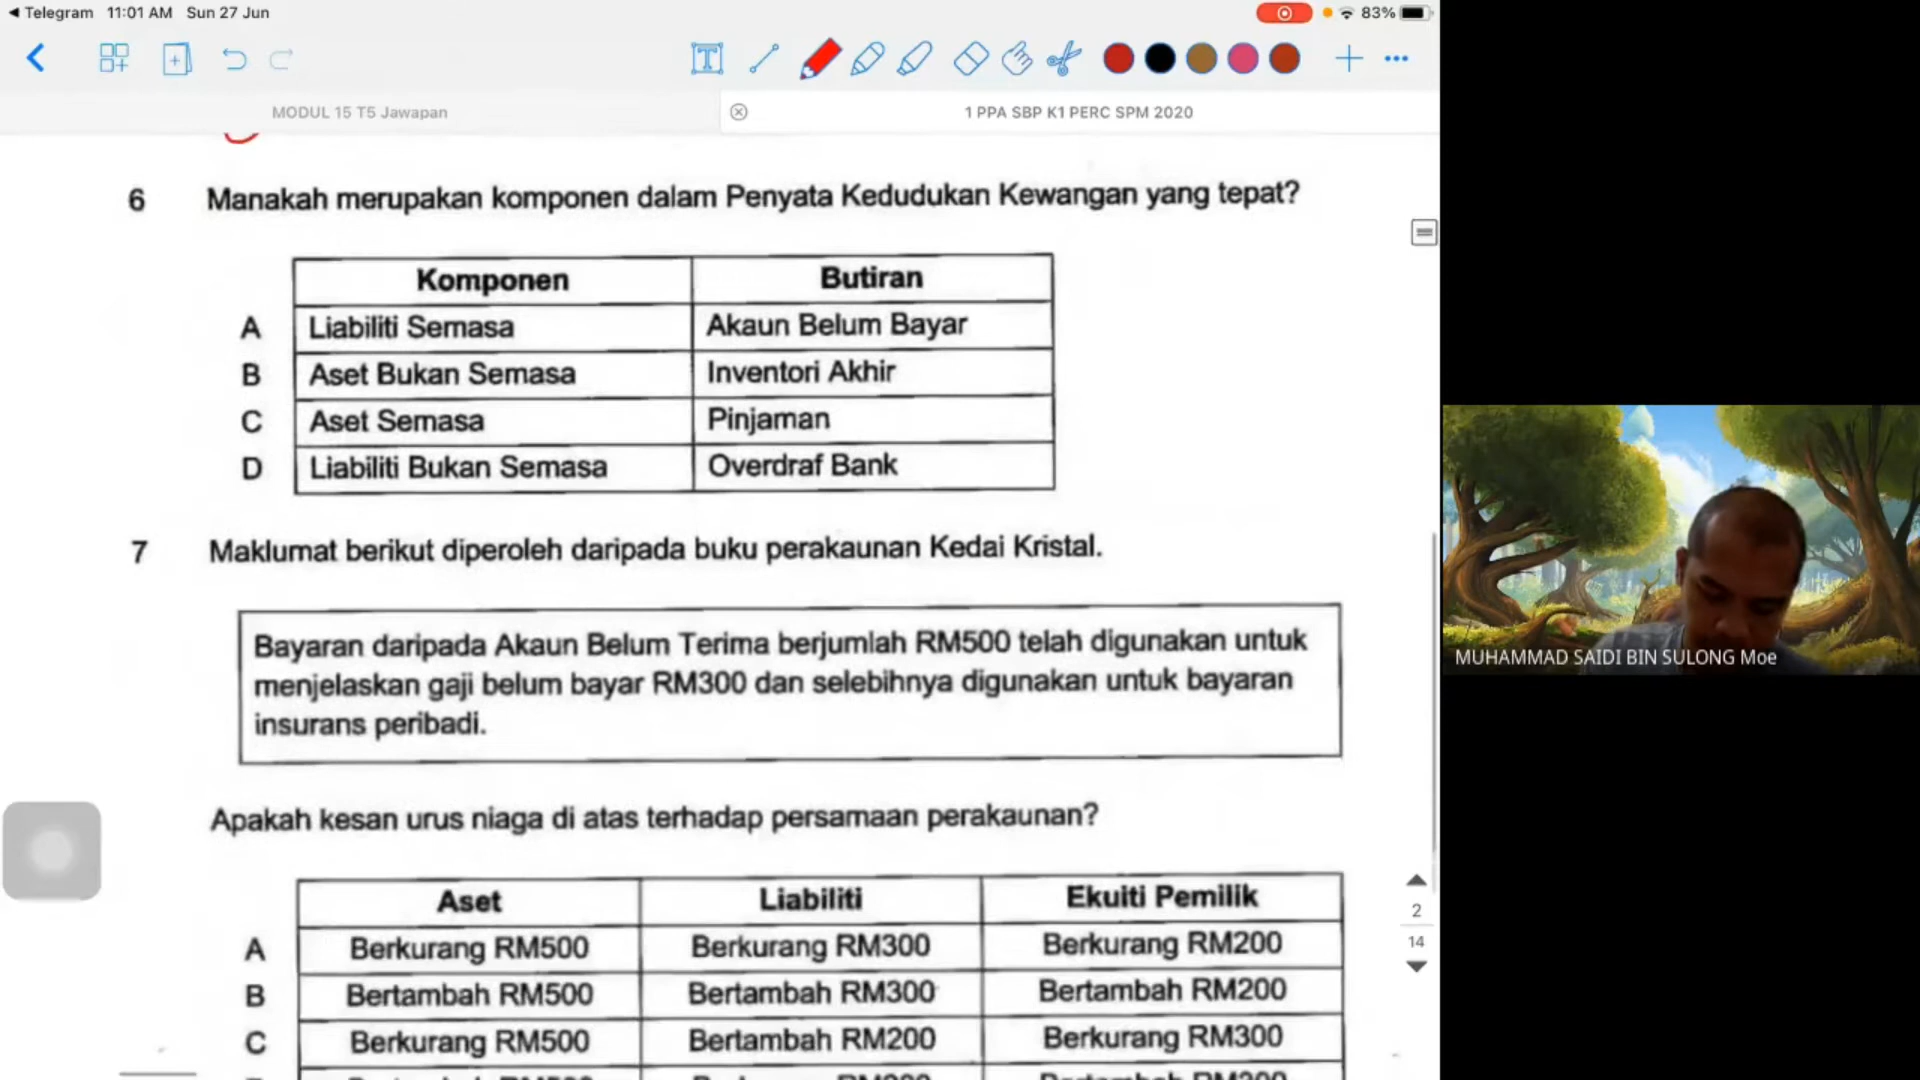 Telegram 11:01 AM Sun 27 Jun
83%
MODUL 15 T5 Jawapan
1 PPA SBP K1 PERC SPM 2020
6 Manakah merupakan komponen dalam Penyata Kedudukan Kewangan yang tepat?
Komponen Butiran
A Liabiliti Semasa Akaun Belum Bayar
B Aset Bukan Semasa Inventori Akhir
C Aset Semasa Pinjaman
D Liabiliti Bukan Semasa Overdraf Bank
7 Maklumat berikut diperoleh daripada buku perakaunan Kedai Kristal.
Bayaran daripada Akaun Belum Terima berjumlah RM500 telah digunakan untuk
menjelaskan gaji belum bayar RM300 dan selebihnya digunakan untuk bayaran
insurans peribadi.
Apakah kesan urus niaga di atas terhadap persamaan perakaunan?
Aset Liabiliti Ekuiti Pemilik
A Berkurang RM500 Berkurang RM300 Berkurang RM200
B Bertambah RM500 Bertambah RM300 Bertambah RM200
C Berkurang RM500 Bertambah RM200 Berkurang RM300
2
14
MUHAMMAD SAIDI BIN SULONG Moe